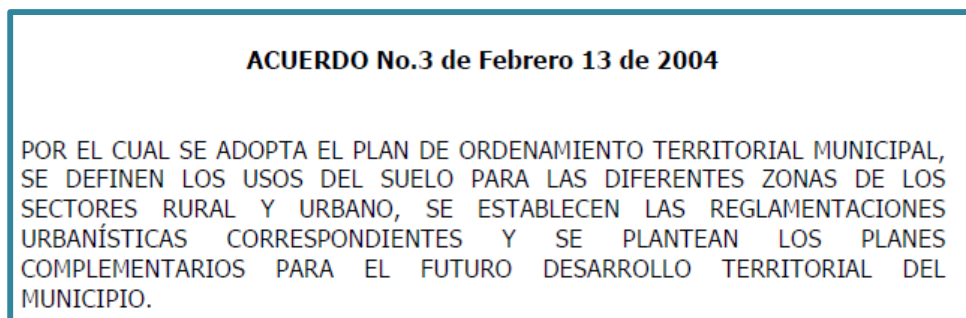 ACUERDO No.3 de Febrero 13 de 2004
POR EL CUAL SE ADOPTA EL PLAN DE ORDENAMIENTO TERRITORIAL MUNICIPAL,
SE DEFINEN LOS USOS DEL SUELO PARA LAS DIFERENTES ZONAS DE LOS
SECTORES RURAL Y URBANO, SE ESTABLECEN LAS REGLAMENTACIONES
URBANÍSTICAS CORRESPONDIENTES Y SE PLANTEAN LOS PLANES
COMPLEMENTARIOS PARA EL FUTURO DESARROLLO TERRITORIAL DEL
MUNICIPIO.